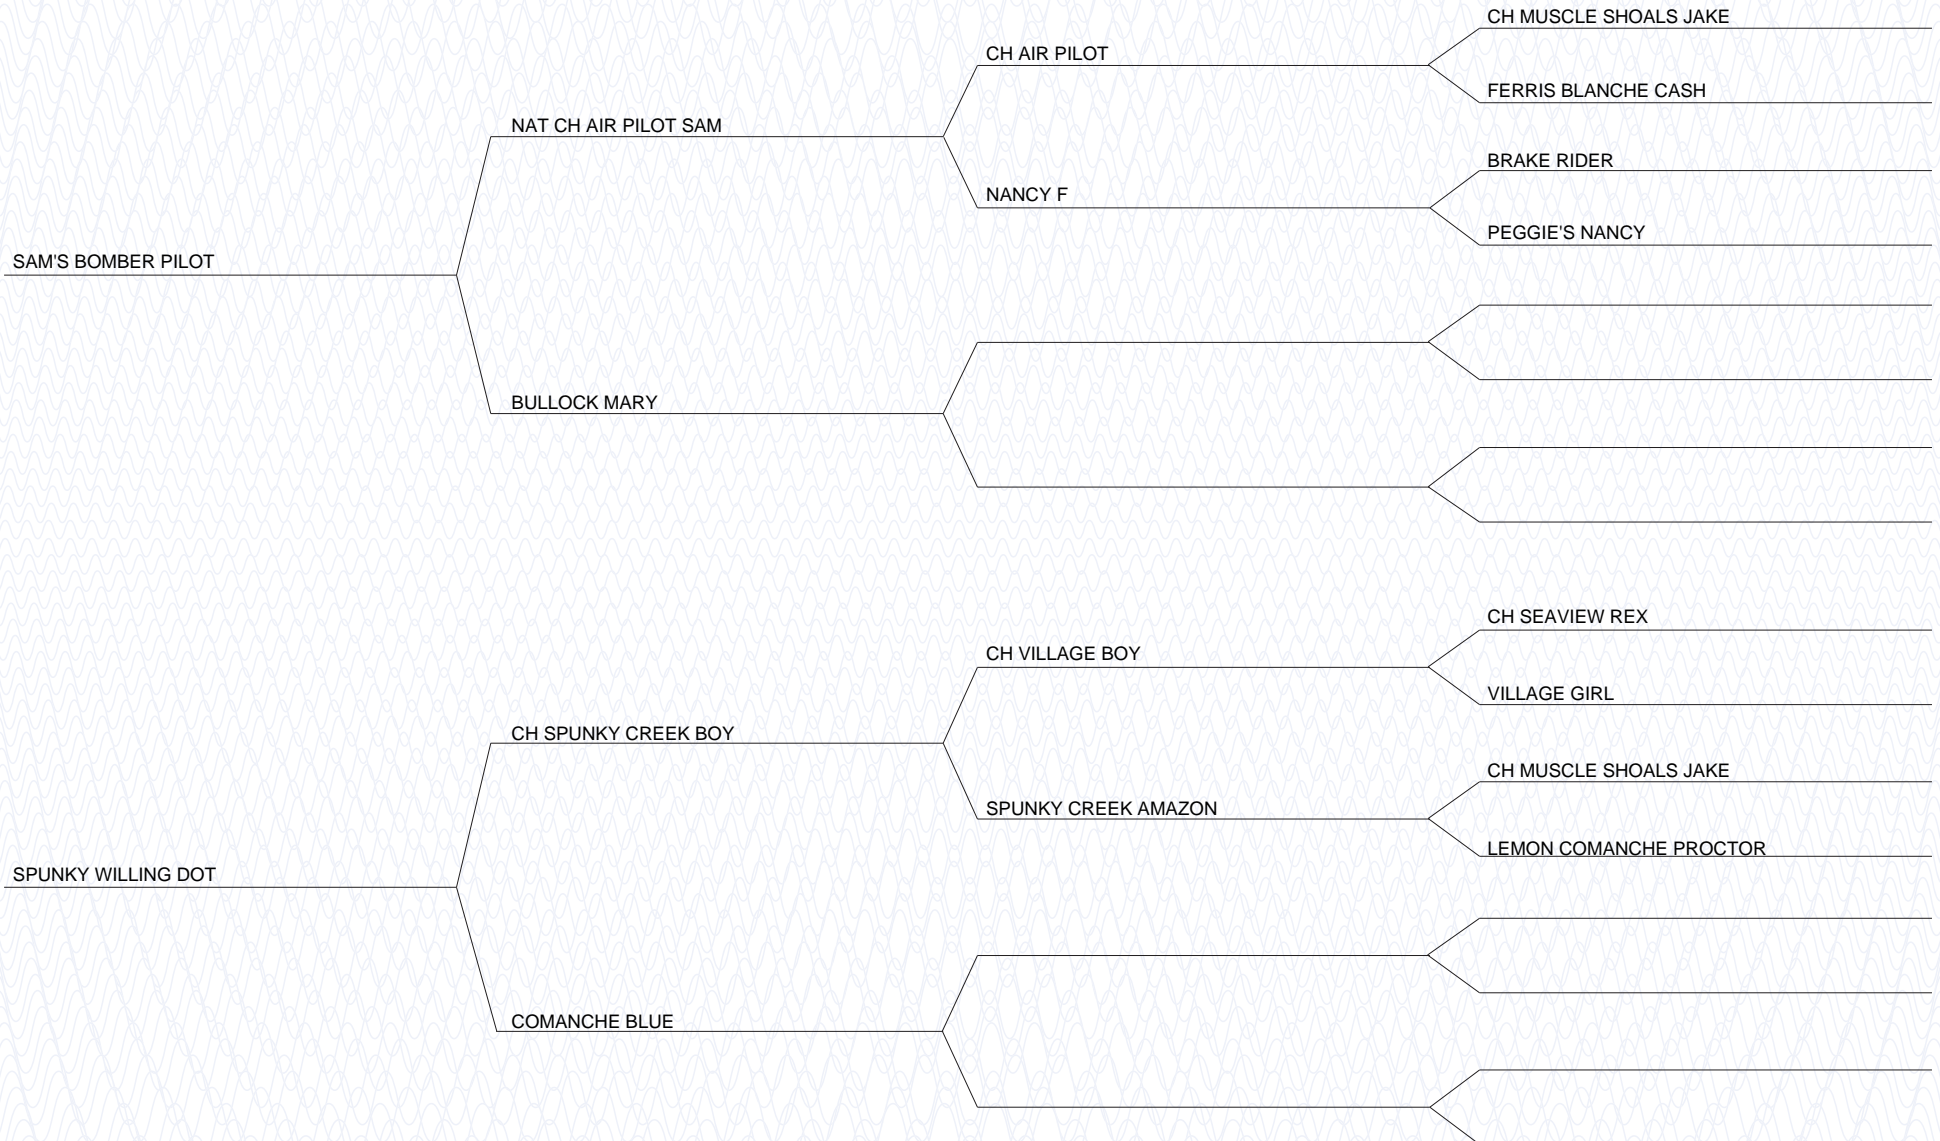 CH MUSCLE SHOALS JAKE
CH AIR PILOT
FERRIS BLANCHE CASH
NAT CH AIR PILOT SAM
BRAKE RIDER
NANCY F
PEGGIE'S NANCY
SAM'S BOMBER PILOT
BULLOCK MARY
CH SEAVIEW REX
CH VILLAGE BOY
VILLAGE GIRL
CH SPUNKY CREEK BOY
CH MUSCLE SHOALS JAKE
SPUNKY CREEK AMAZON
LEMON COMANCHE PROCTOR
SPUNKY WILLING DOT
COMANCHE BLUE